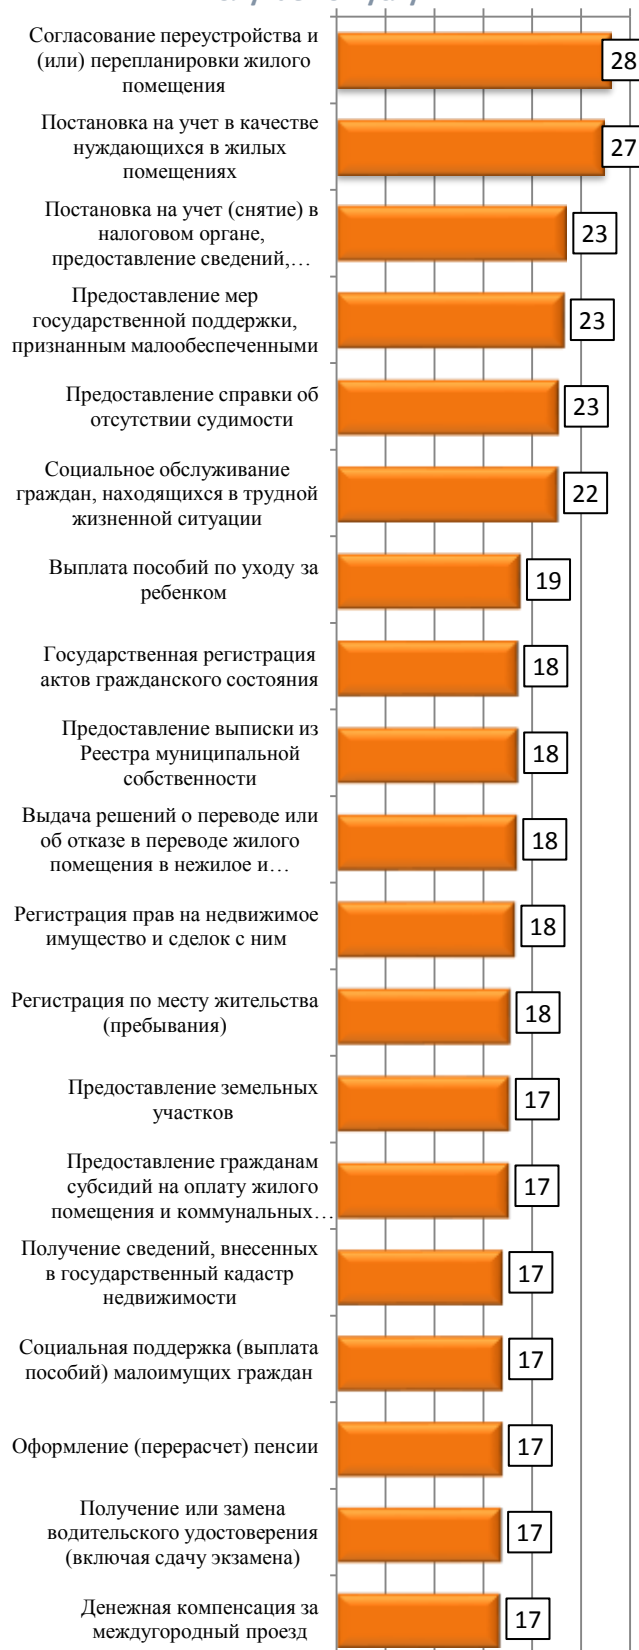 Согласование переустройства и
(или) перепланировки жилого
помещения
28
Постановка на учет в качестве
нуждающихся в жилых
помещениях
27
Постановка на учет (снятие) в
налоговом органе,
предоставление сведений,…
23
Предоставление мер
государственной поддержки,
признанным малообеспеченными
23
Предоставление справки об
отсутствии судимости
23
Социальное обслуживание
граждан, находящихся в трудной
жизненной ситуации
22
Выплата пособий по уходу за
ребенком
19
Государственная регистрация
актов гражданского состояния
18
Предоставление выписки из
Реестра муниципальной
собственности
18
Выдача решений о переводе или
об отказе в переводе жилого
помещения в нежилое и…
18
Регистрация прав на недвижимое
имущество и сделок с ним
18
Регистрация по месту жительства
(пребывания)
18
Предоставление земельных
участков
17
Предоставление гражданам
субсидий на оплату жилого
помещения и коммунальных…
17
Получение сведений, внесенных
в государственный кадастр
недвижимости
17
Социальная поддержка (выплата
пособий) малоимущих граждан
17
Оформление (перерасчет) пенсии
17
Получение или замена
водительского удостоверения
(включая сдачу экзамена)
17
Денежная компенсация за
междугородный проезд
17